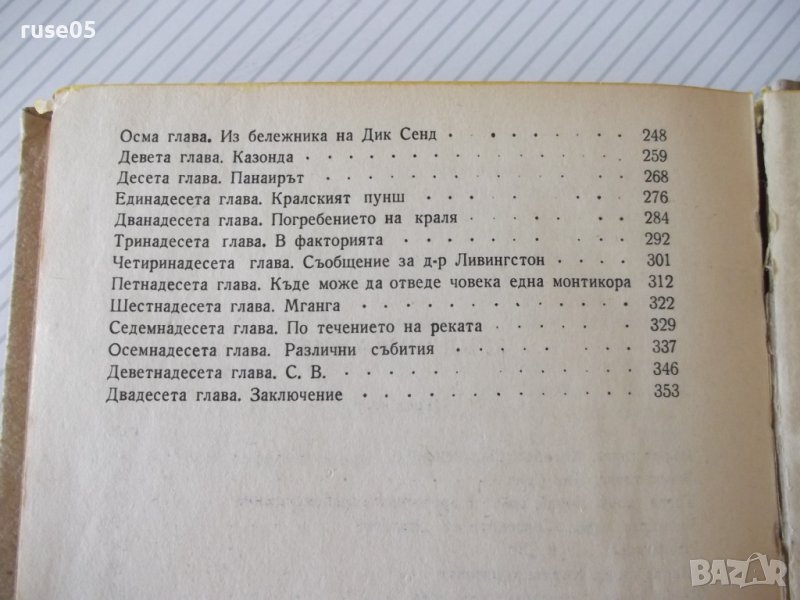 ruse05
Осма глава. Из бележника на Дик Сенд · · · · · · · 248
Девета глава. Казонда · · · · · · · · · · · · · · 259
Десета глава. Панаирът · · · · · · · · · · · · · 268
Единадесета глава. Кралският пунш · · · · · · · · 276
Дванадесета глава. Погребението на краля · · · · · 284
Тринадесета глава. В факторията · · · · · · · · · 292
Четиринадесета глава. Съобщение за д-р Ливингстон · · · · 301
Петнадесета глава. Къде може да отведе човека една монтикора 312
Шестнадесета глава. Мганга · · · · · · · · · · · 322
Седемнадесета глава. По течението на реката · · · · · · 329
Осемнадесета глава. Различни събития · · · · · · · 337
Деветнадесета глава. С. В. · · · · · · · · · · · 346
Двадесета глава. Заключение · · · · · · · · · · · 353
BAZAR